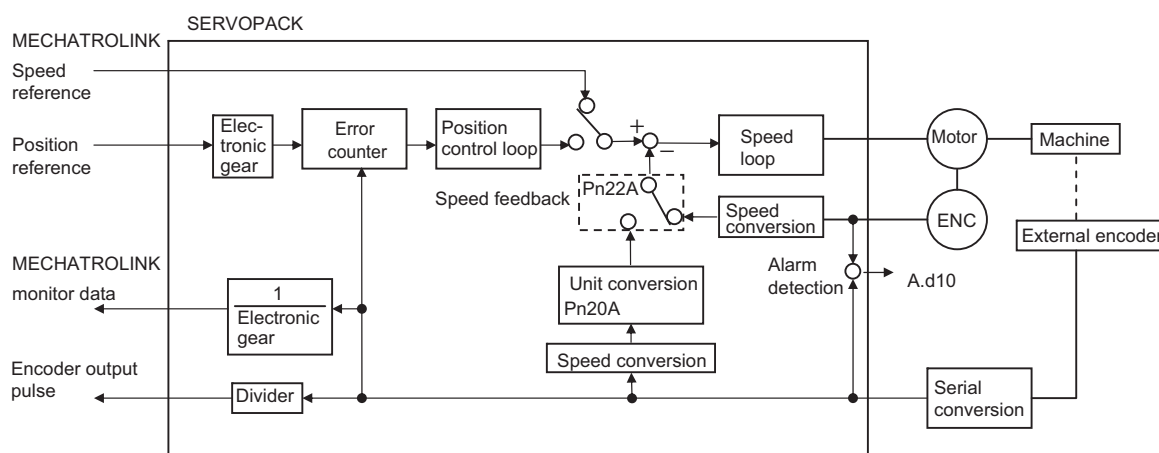 SERVOPACK
MECHATROLINK
Speed
reference
Position
reference
Elec-
tronic
gear
Error
counter
Position
control loop
+
−
Speed
loop
Motor
Machine
Speed feedback
Pn22A
Speed
conversion
ENC
External encoder
MECHATROLINK
monitor data
1
Electronic
gear
Unit conversion
Pn20A
Alarm
detection
A.d10
Speed conversion
Encoder output
pulse
Divider
Serial
conversion